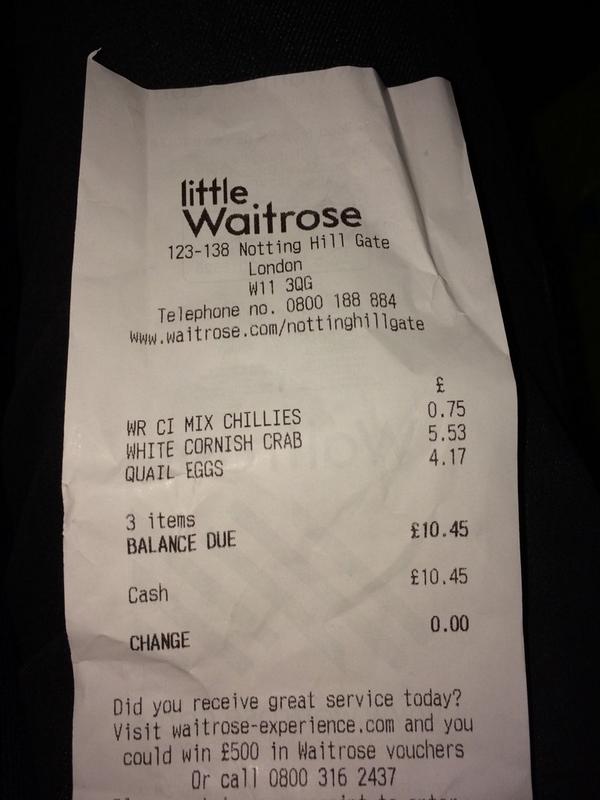 little
Waitrose
123-138 Notting Hill Gate
London
W11 3QG
Telephone no. 0800 188 884
www.waitrose.com/nottinghillgate
£
WR CI MIX CHILLIES 0.75
WHITE CORNISH CRAB 5.53
QUAIL EGGS 4.17
3 items
BALANCE DUE £10.45
Cash £10.45
CHANGE 0.00
Did you receive great service today?
Visit waitrose-experience.com and you
could win £500 in Waitrose vouchers
Or call 0800 316 2437